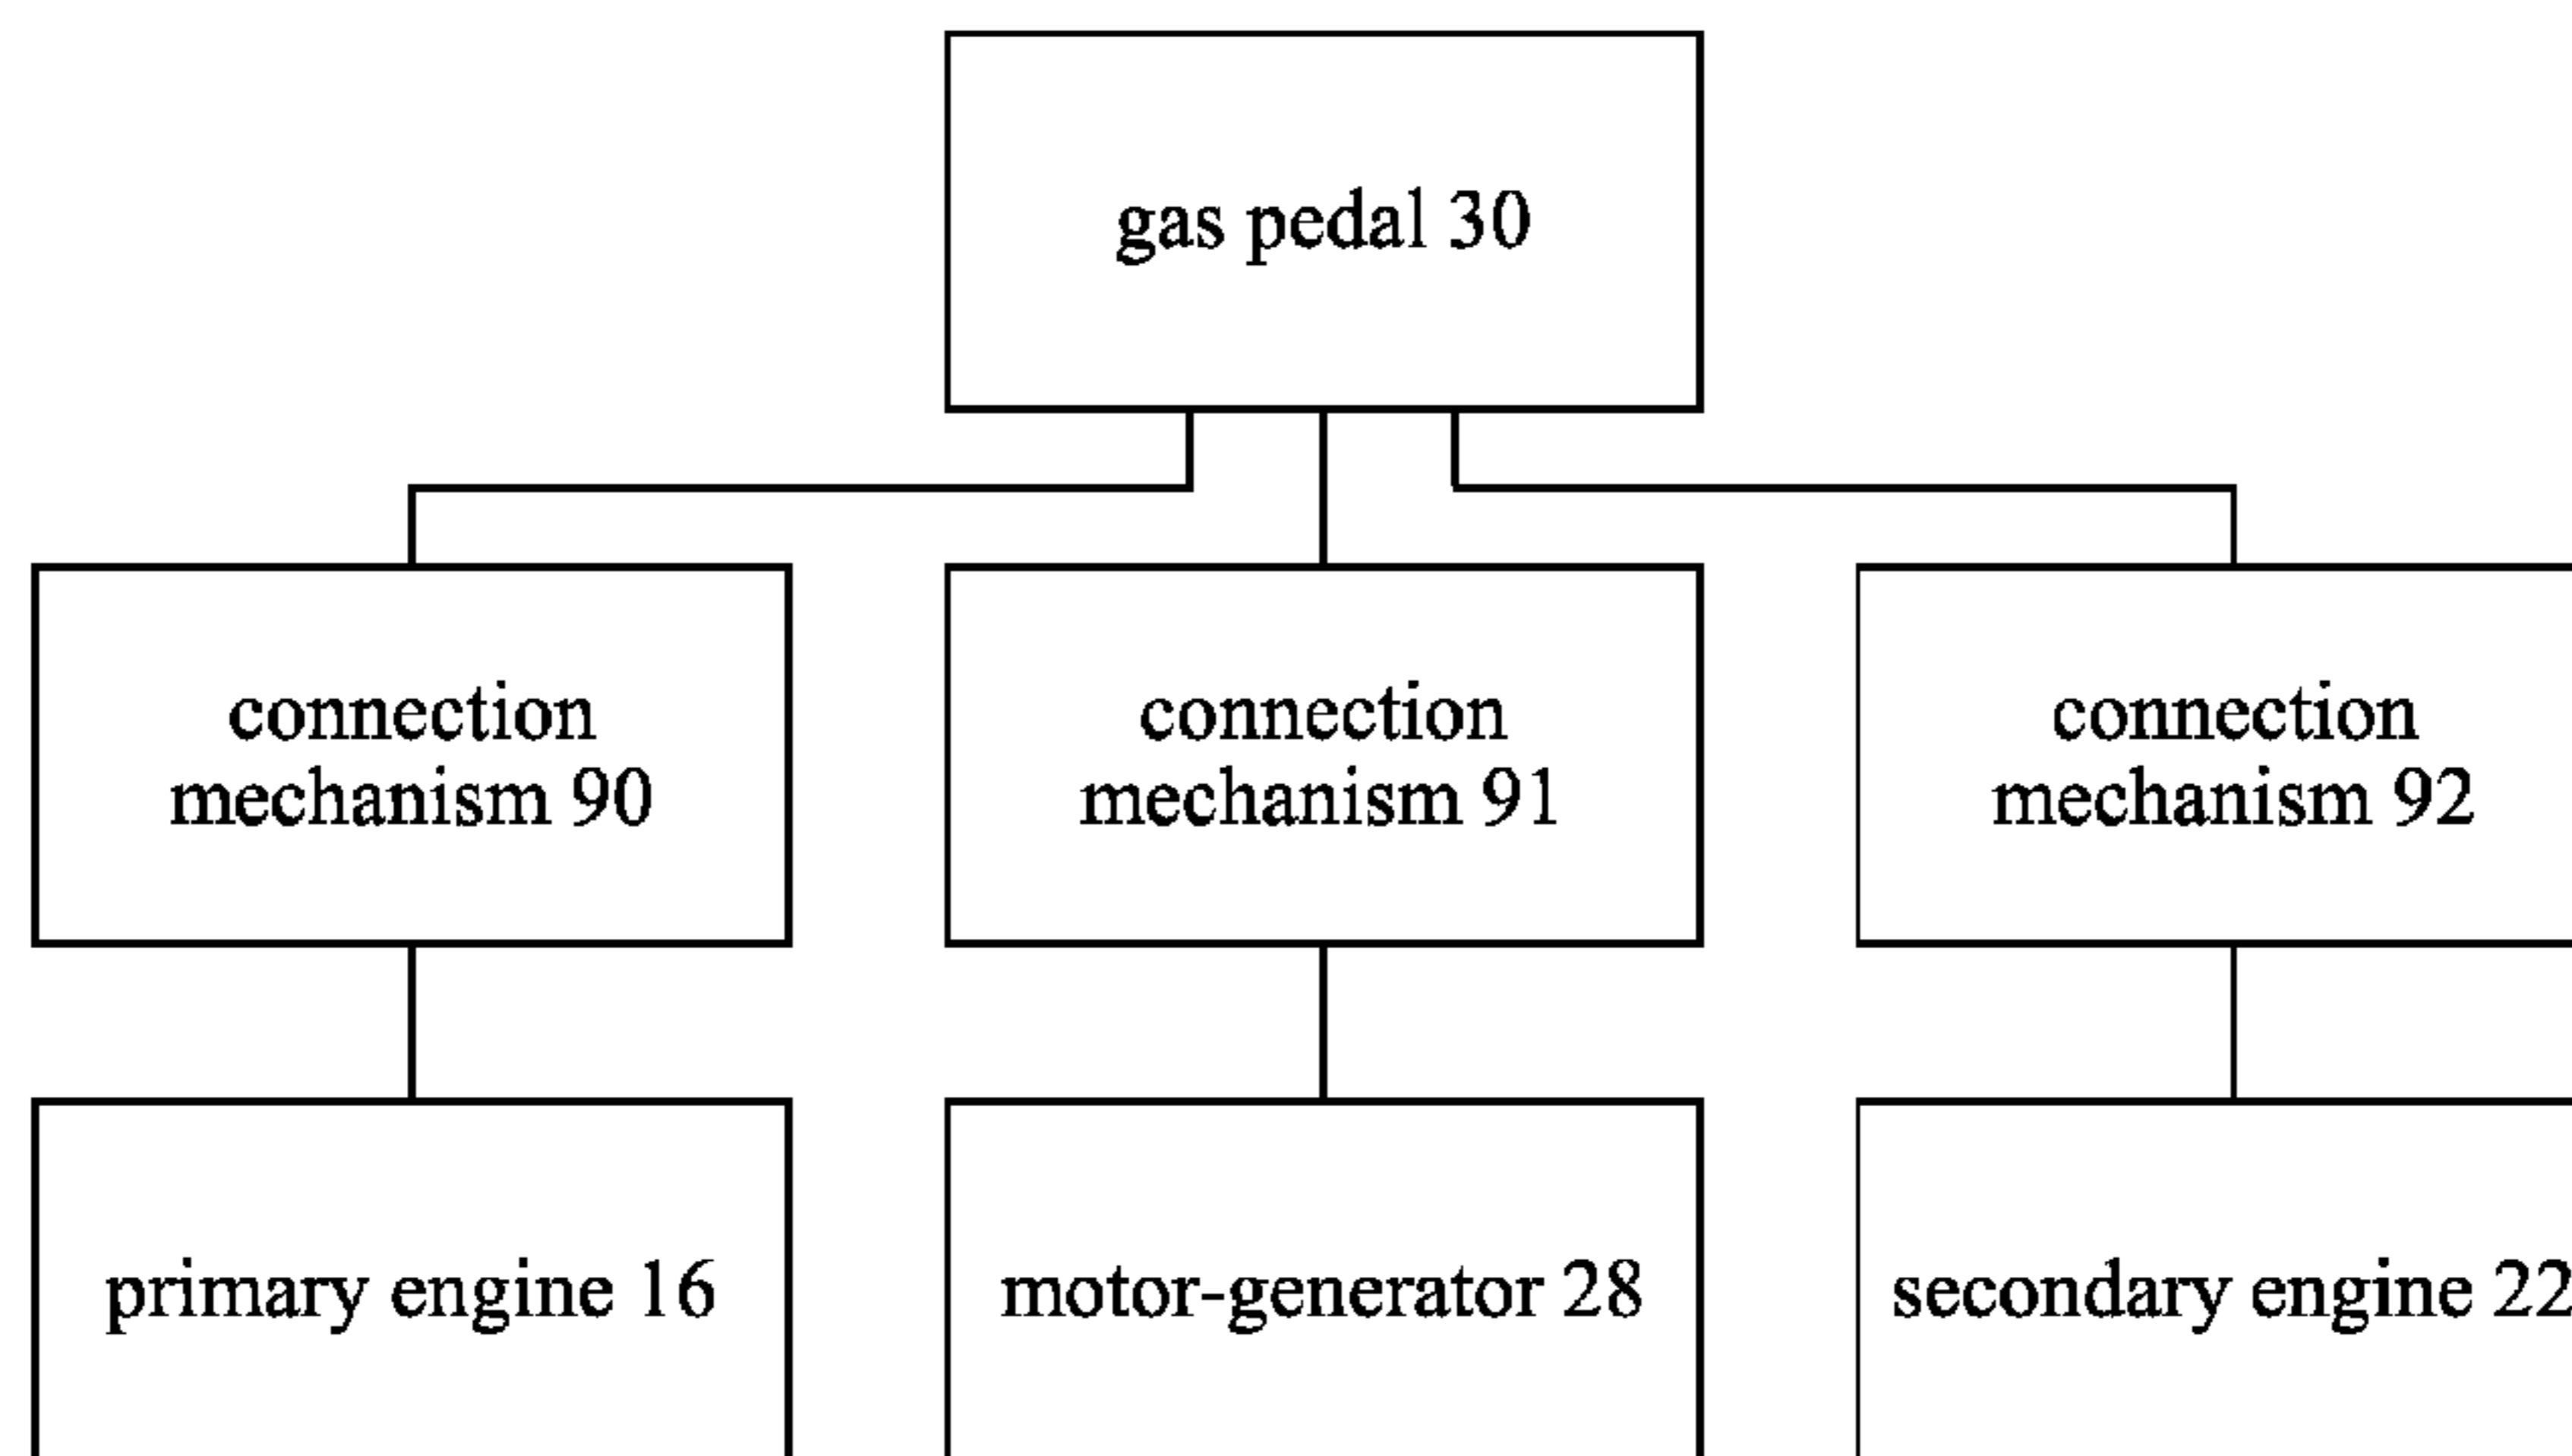 gas pedal 30
connection
mechanism 90
connection
mechanism 91
connection
mechanism 92
primary engine 16
motor-generator 28
secondary engine 22